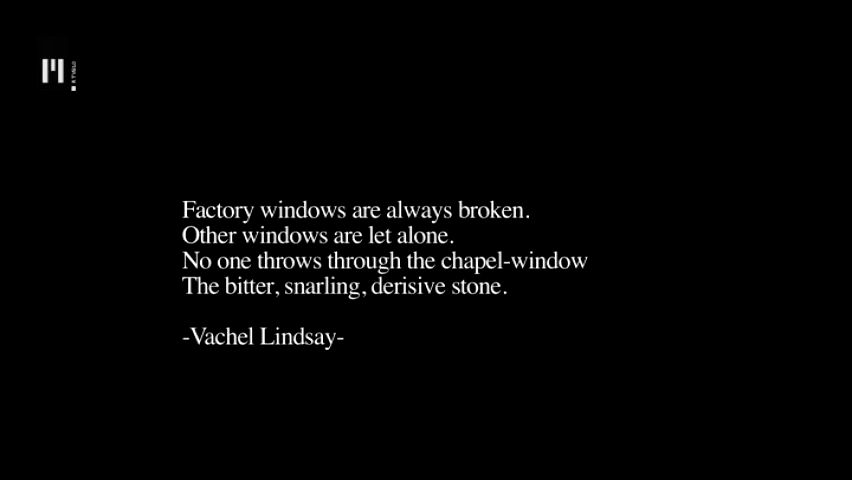 Factory windows are always broken.
Other windows are let alone.
No one throws through the chapel-window
The bitter, snarling, derisive stone.
-Vachel Lindsay-